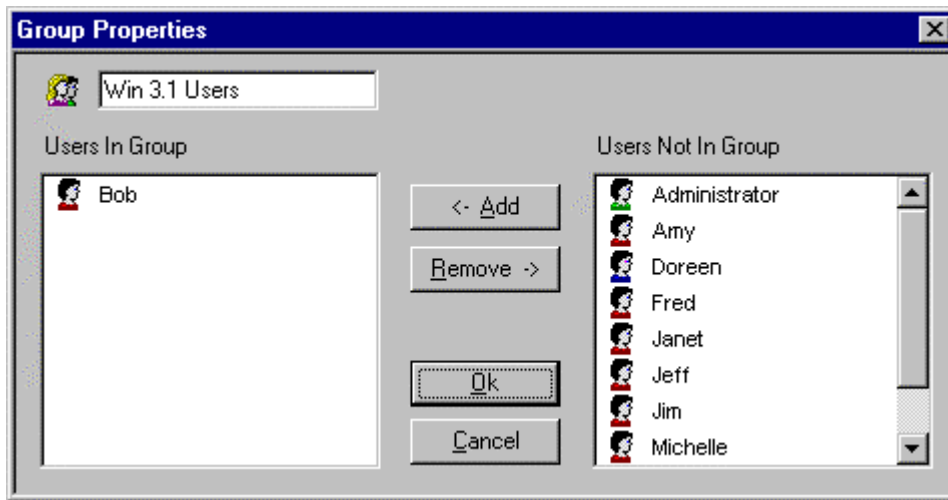 Group Properties
Win 3.1 Users
Users In Group
Users Not In Group
Bob
<- Add
Remove ->
Ok
Cancel
Administrator
Amy
Doreen
Fred
Janet
Jeff
Jim
Michelle